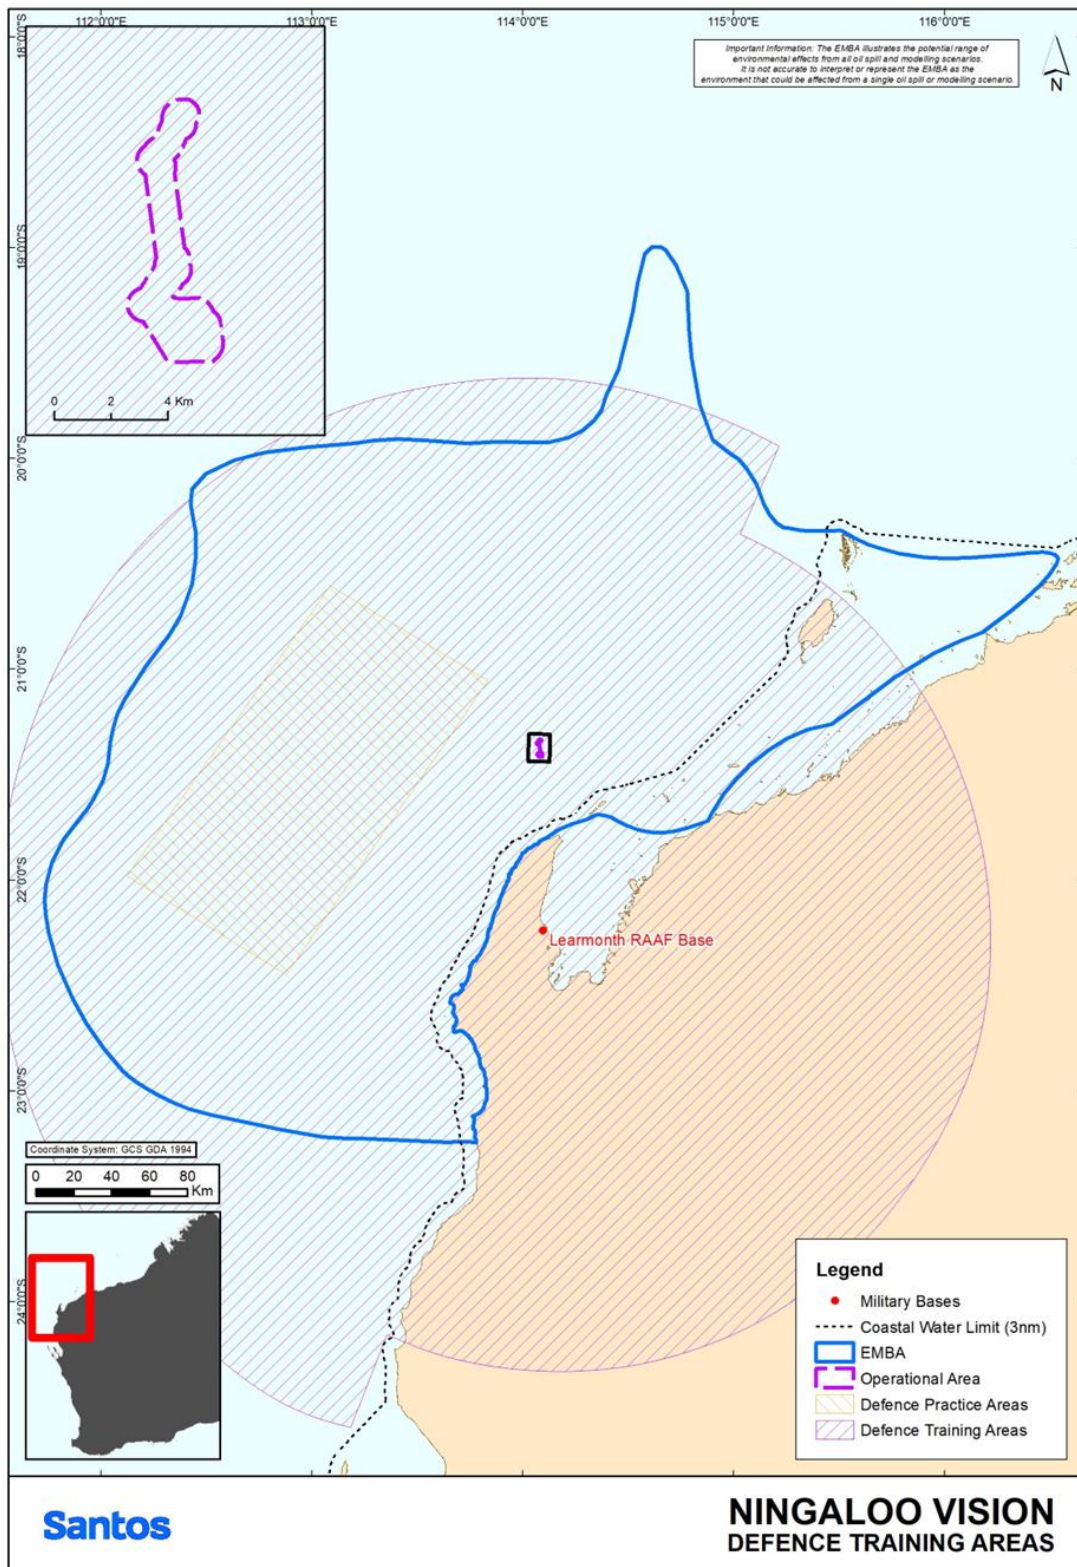 112°0'0"E 113°0'0"E 114°0'0"E 115°0'0"E 116°0'0"E
18°0'0"S
19°0'0"S
20°0'0"S
21°0'0"S
22°0'0"S
23°0'0"S
24°0'0"S
Important Information: The EMBA illustrates the potential range of
environmental effects from all oil spill and modelling scenarios.
It is not accurate to interpret or represent the EMBA as the
environment that could be affected from a single oil spill or modelling scenario.
N
0 2 4 Km
Learmonth RAAF Base
Coordinate System: GCS GDA 1994
0 20 40 60 80
Km
Legend
Military Bases
Coastal Water Limit (3nm)
EMBA
Operational Area
Defence Practice Areas
Defence Training Areas
Santos
NINGALOO VISION
DEFENCE TRAINING AREAS